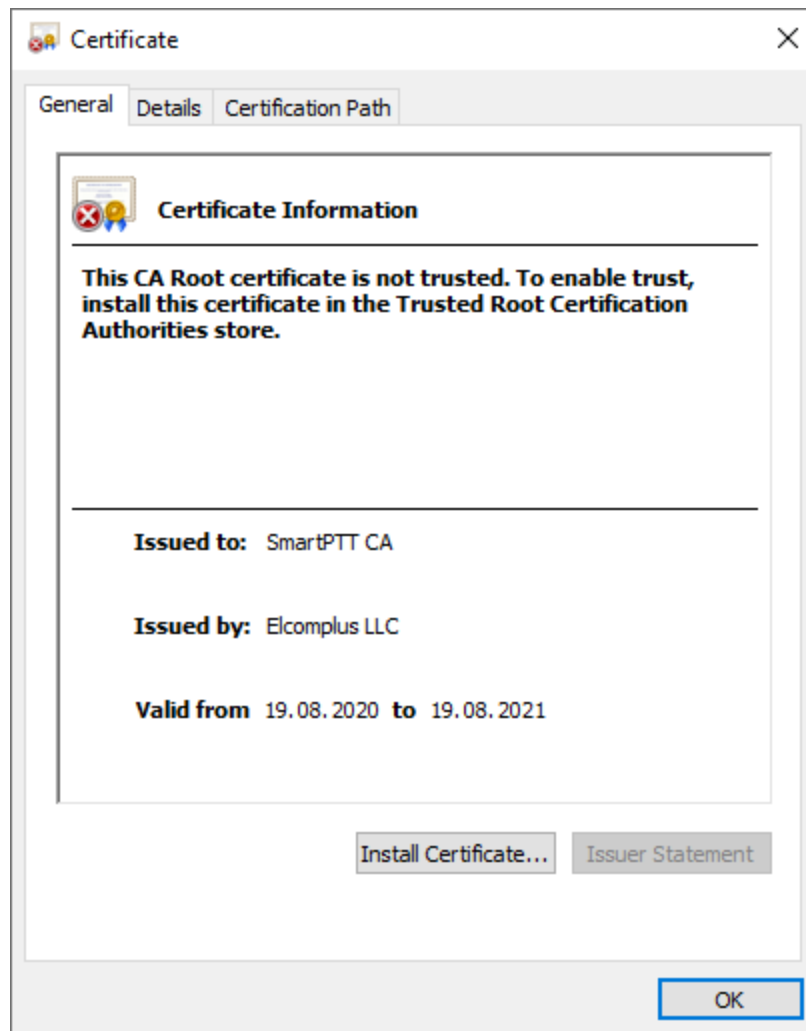 Certificate
General Details Certification Path
Certificate Information
This CA Root certificate is not trusted. To enable trust,
install this certificate in the Trusted Root Certification
Authorities store.
Issued to: SmartPTT CA
Issued by: Elcomplus LLC
Valid from 19.08.2020 to 19.08.2021
Install Certificate... Issuer Statement
OK